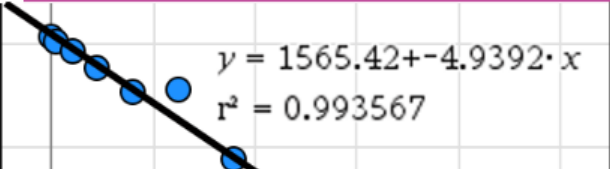 y = 1565.42+-4.9392· x
r² = 0.993567